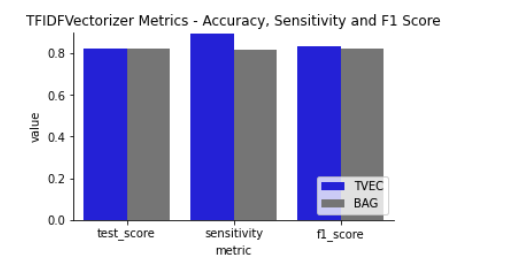 TFIDFVectorizer Metrics - Accuracy, Sensitivity and F1 Score
0.8
0.6
0.4
0.2
0.0
value
TVEC
BAG
test_score sensitivity f1_score
metric